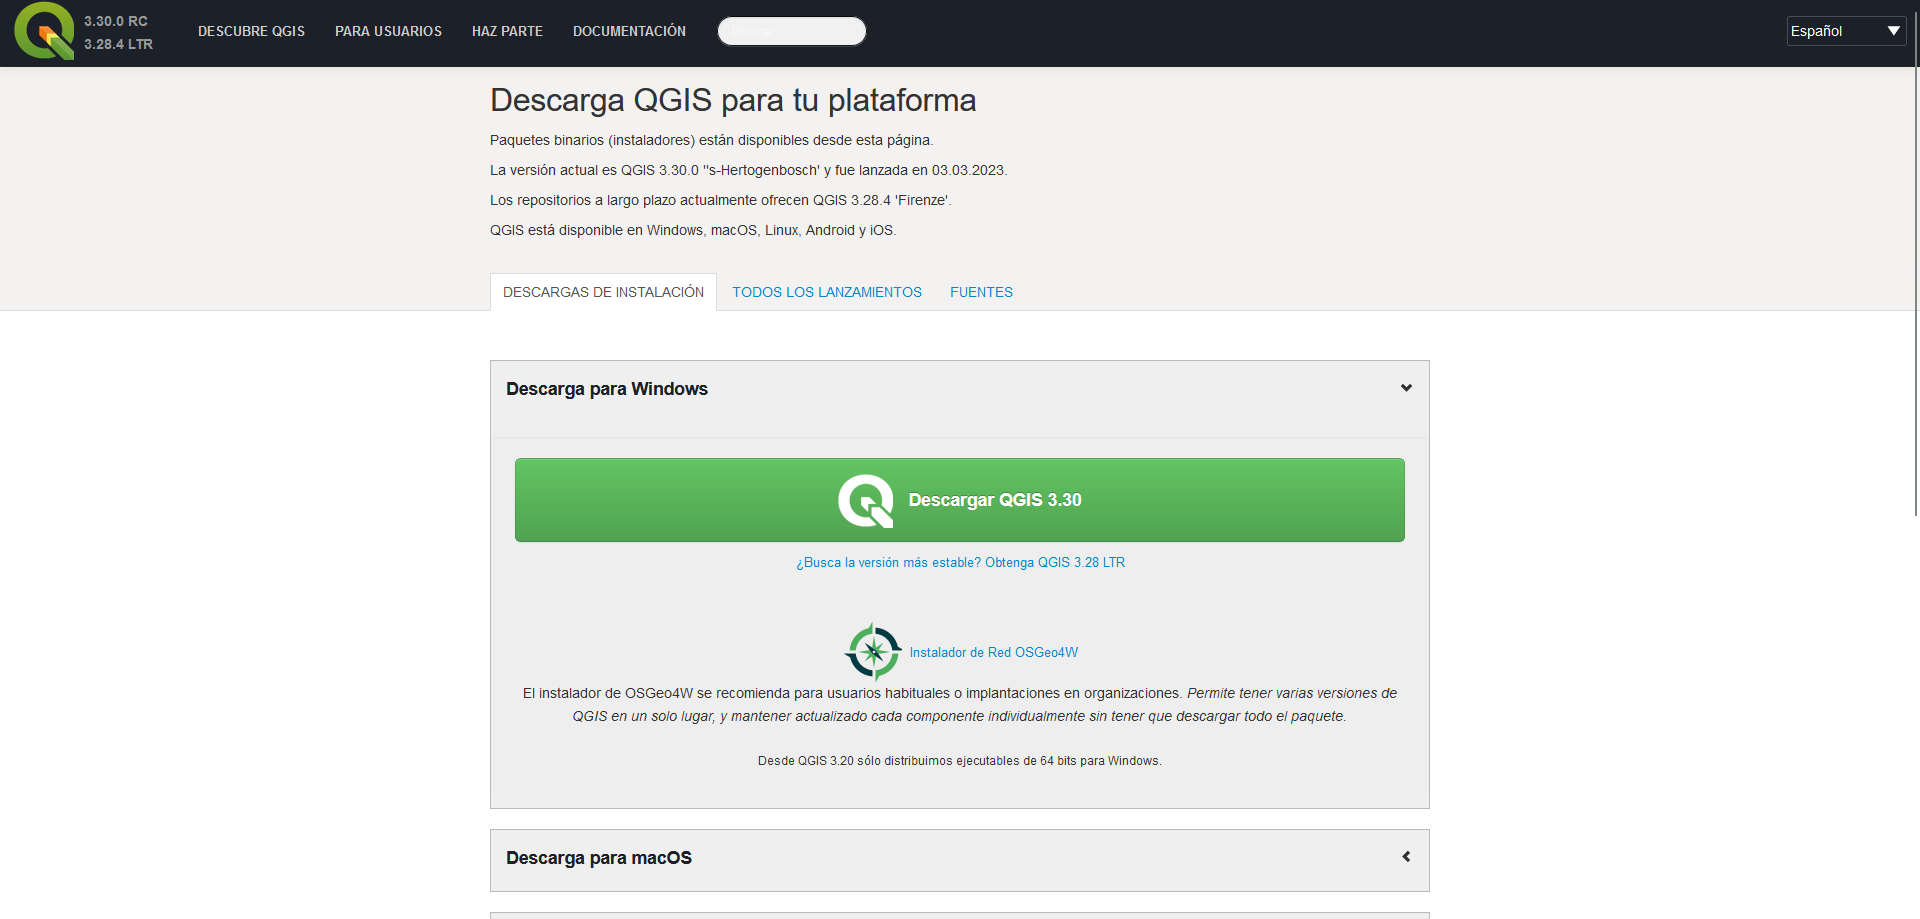 3.30.0 RC
3.28.4 LTR
DESCUBRE QGIS
PARA USUARIOS
HAZ PARTE
DOCUMENTACIÓN
Español
Descarga QGIS para tu plataforma
Paquetes binarios (instaladores) están disponibles desde esta página.
La versión actual es QGIS 3.30.0 ''s-Hertogenbosch' y fue lanzada en 03.03.2023.
Los repositorios a largo plazo actualmente ofrecen QGIS 3.28.4 'Firenze'.
QGIS está disponible en Windows, macOS, Linux, Android y iOS.
DESCARGAS DE INSTALACIÓN
TODOS LOS LANZAMIENTOS
FUENTES
Descarga para Windows
Descargar QGIS 3.30
¿Busca la versión más estable? Obtenga QGIS 3.28 LTR
Instalador de Red OSGeo4W
El instalador de OSGeo4W se recomienda para usuarios habituales o implantaciones en organizaciones. Permite tener varias versiones de
QGIS en un solo lugar, y mantener actualizado cada componente individualmente sin tener que descargar todo el paquete.
Desde QGIS 3.20 sólo distribuimos ejecutables de 64 bits para Windows.
Descarga para macOS